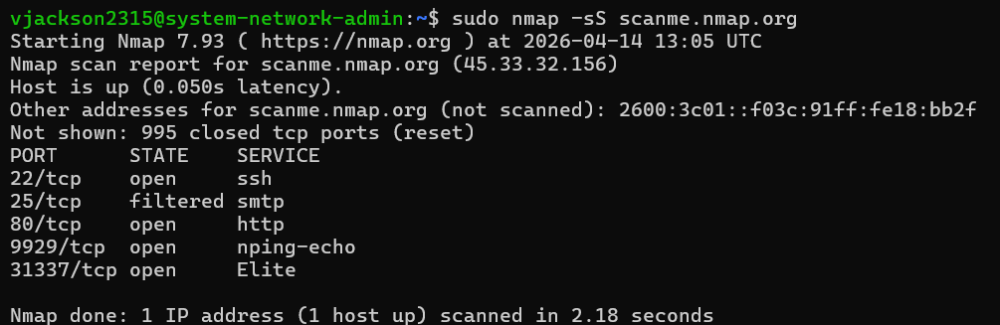 vjackson2315@system-network-admin:~$ sudo nmap -sS scanme.nmap.org
Starting Nmap 7.93 ( https://nmap.org ) at 2026-04-14 13:05 UTC
Nmap scan report for scanme.nmap.org (45.33.32.156)
Host is up (0.050s latency).
Other addresses for scanme.nmap.org (not scanned): 2600:3c01::f03c:91ff:fe18:bb2f
Not shown: 995 closed tcp ports (reset)
PORT      STATE    SERVICE
22/tcp    open     ssh
25/tcp    filtered smtp
80/tcp    open     http
9929/tcp  open     nping-echo
31337/tcp open     Elite

Nmap done: 1 IP address (1 host up) scanned in 2.18 seconds